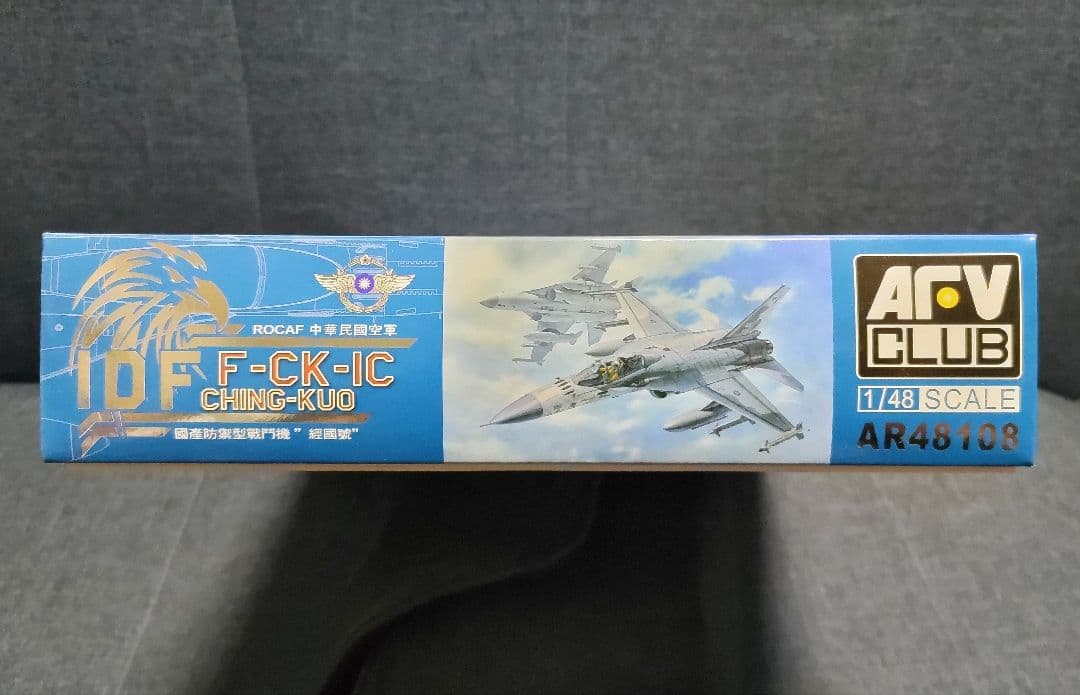 ROCAF 中華民國空軍
IDF F-CK-1C
CHING-KUO
國產防禦型戰鬥機 " 經國號"
AFV
CLUB
1/48 SCALE
AR48108